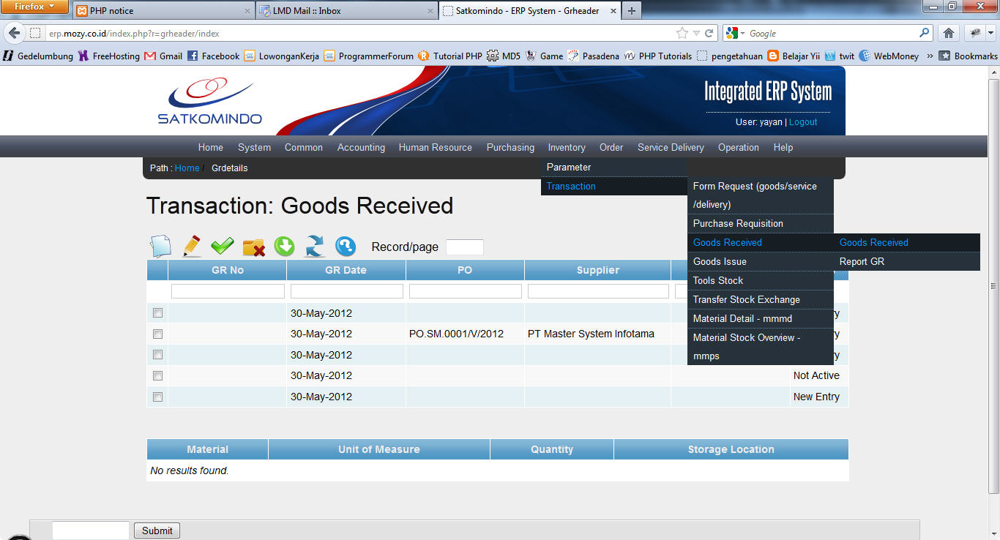 Firefox
PHP notice
LMD Mail :: Inbox
Satkomindo - ERP System - Grheader
erp.mozy.co.id/index.php?r=grheader/index
Google
Gedelumbung FreeHosting Gmail Facebook LowonganKerja ProgrammerForum Tutorial PHP MD5 Game Pasadena PHP Tutorials pengetahuan Belajar Yii twit WebMoney » Bookmarks
SATKOMINDO
Integrated ERP System
User: yayan | Logout
Home System Common Accounting Human Resource Purchasing Inventory Order Service Delivery Operation Help
Path : Home / Grdetails
Parameter
Transaction
Form Request (goods/service
/delivery)
Purchase Requisition
Goods Received
Goods Issue
Tools Stock
Transfer Stock Exchange
Material Detail - mmmd
Material Stock Overview -
mmps
Goods Received
Report GR
Transaction: Goods Received
Record/page
GR No GR Date PO Supplier
30-May-2012 ry
30-May-2012 PO.SM.0001/V/2012 PT Master System Infotama ry
30-May-2012 ry
30-May-2012 Not Active
30-May-2012 New Entry
Material Unit of Measure Quantity Storage Location
No results found.
Submit